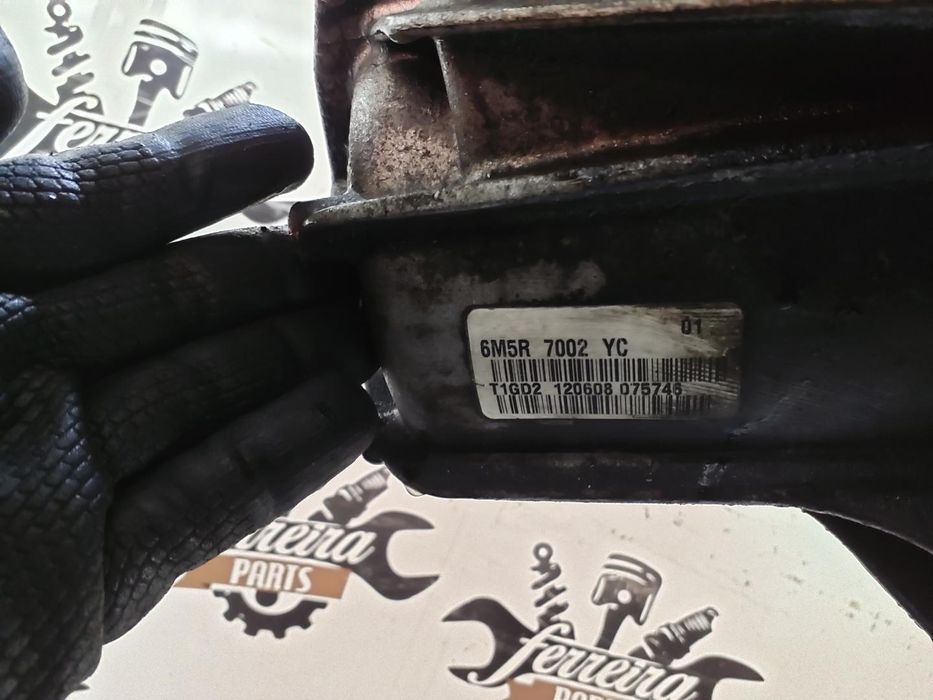 01
6M5R 7002 YC
T1GD2 120608 075746
ferreira
PARTS
ferreira